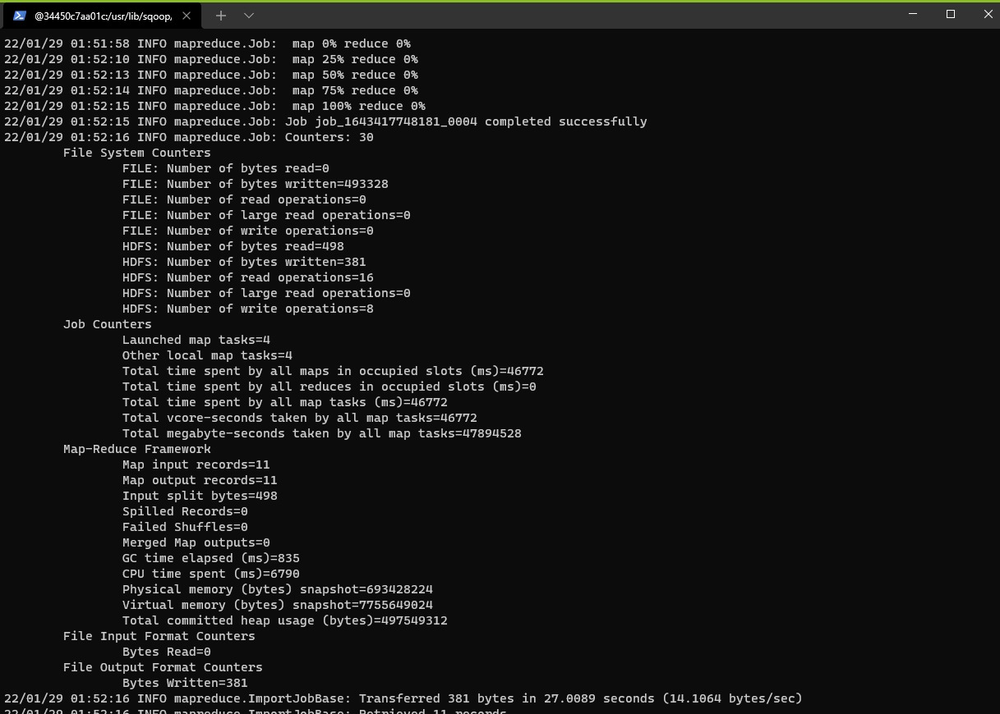 @34450c7aa01c:/usr/lib/sqoop,
22/01/29 01:51:58 INFO mapreduce.Job:  map 0% reduce 0%
22/01/29 01:52:10 INFO mapreduce.Job:  map 25% reduce 0%
22/01/29 01:52:13 INFO mapreduce.Job:  map 50% reduce 0%
22/01/29 01:52:14 INFO mapreduce.Job:  map 75% reduce 0%
22/01/29 01:52:15 INFO mapreduce.Job:  map 100% reduce 0%
22/01/29 01:52:15 INFO mapreduce.Job: Job job_1643417748181_0004 completed successfully
22/01/29 01:52:16 INFO mapreduce.Job: Counters: 30
File System Counters
FILE: Number of bytes read=0
FILE: Number of bytes written=493328
FILE: Number of read operations=0
FILE: Number of large read operations=0
FILE: Number of write operations=0
HDFS: Number of bytes read=498
HDFS: Number of bytes written=381
HDFS: Number of read operations=16
HDFS: Number of large read operations=0
HDFS: Number of write operations=8
Job Counters
Launched map tasks=4
Other local map tasks=4
Total time spent by all maps in occupied slots (ms)=46772
Total time spent by all reduces in occupied slots (ms)=0
Total time spent by all map tasks (ms)=46772
Total vcore-seconds taken by all map tasks=46772
Total megabyte-seconds taken by all map tasks=47894528
Map-Reduce Framework
Map input records=11
Map output records=11
Input split bytes=498
Spilled Records=0
Failed Shuffles=0
Merged Map outputs=0
GC time elapsed (ms)=835
CPU time spent (ms)=6790
Physical memory (bytes) snapshot=693428224
Virtual memory (bytes) snapshot=7755649024
Total committed heap usage (bytes)=497549312
File Input Format Counters
Bytes Read=0
File Output Format Counters
Bytes Written=381
22/01/29 01:52:16 INFO mapreduce.ImportJobBase: Transferred 381 bytes in 27.0089 seconds (14.1064 bytes/sec)
22/01/29 01:52:16 INFO mapreduce.ImportJobBase: Retrieved 11 records.